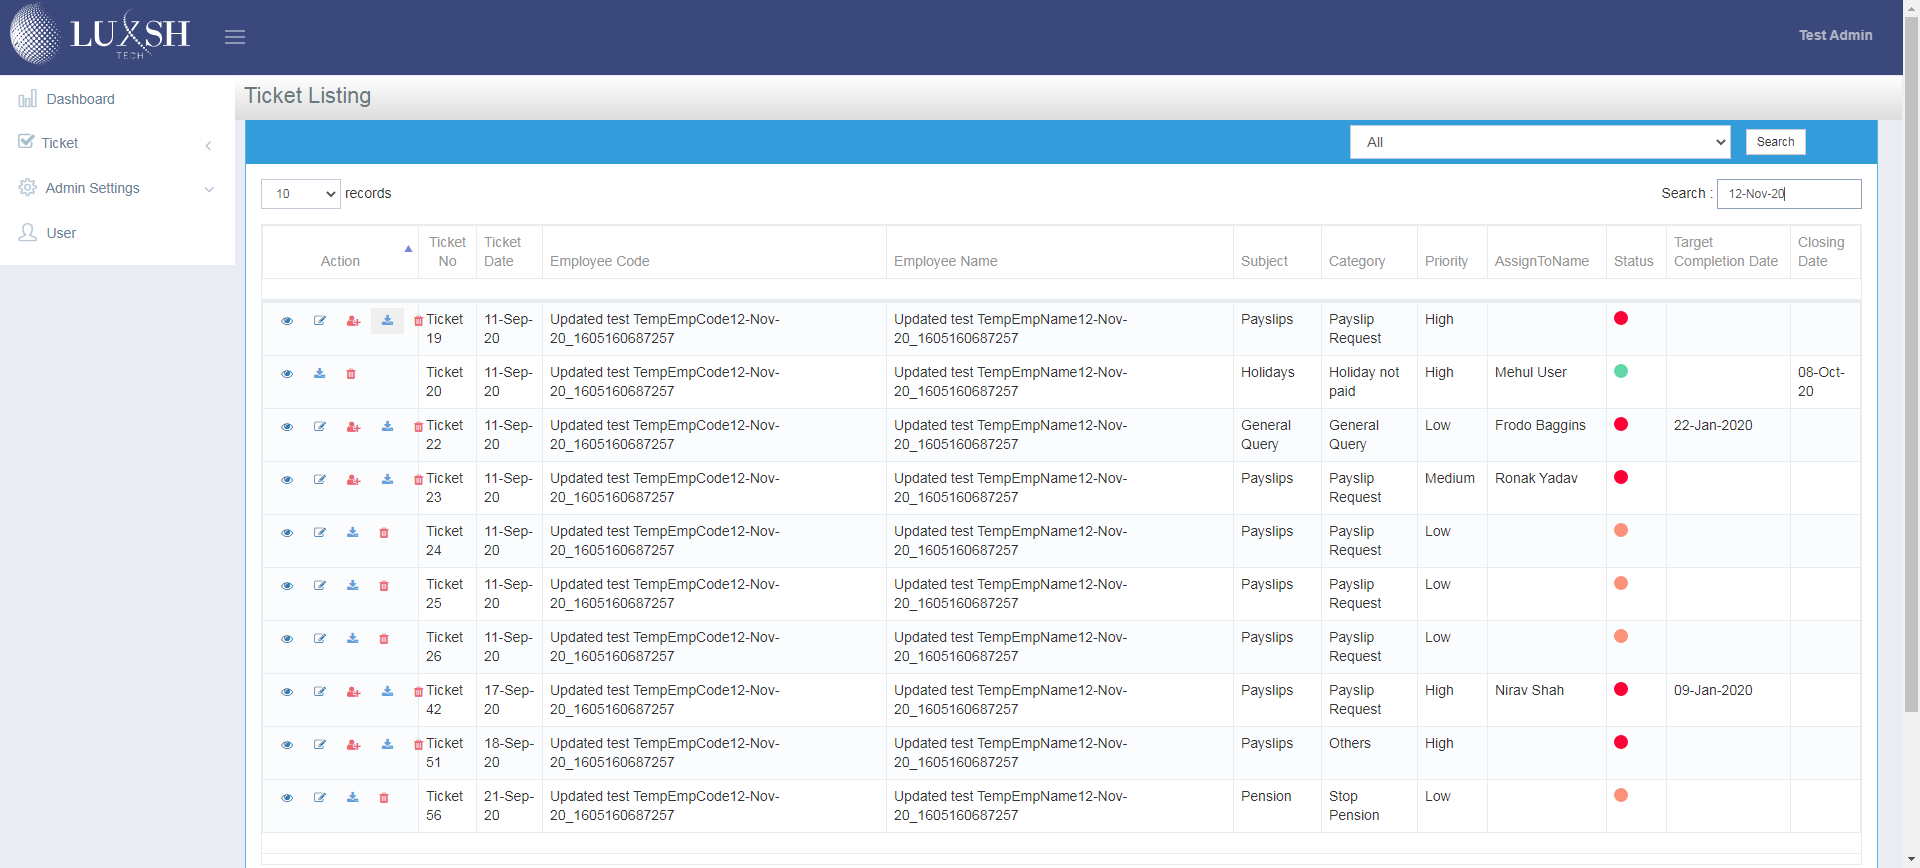 LUXSH
TECH
Test Admin
Dashboard
Ticket
Admin Settings
User
Ticket Listing
All
Search
10 records
Search : 12-Nov-20
Action
Ticket No
Ticket Date
Employee Code
Employee Name
Subject
Category
Priority
AssignToName
Status
Target Completion Date
Closing Date
Ticket 11-Sep- Updated test TempEmpCode12-Nov- Updated test TempEmpName12-Nov- Payslips Payslip High
19 20 20_1605160687257 20_1605160687257 Request
Ticket 11-Sep- Updated test TempEmpCode12-Nov- Updated test TempEmpName12-Nov- Holidays Holiday not High Mehul User 08-Oct-
20 20 20_1605160687257 20_1605160687257 paid 20
Ticket 11-Sep- Updated test TempEmpCode12-Nov- Updated test TempEmpName12-Nov- General General Low Frodo Baggins 22-Jan-2020
22 20 20_1605160687257 20_1605160687257 Query Query
Ticket 11-Sep- Updated test TempEmpCode12-Nov- Updated test TempEmpName12-Nov- Payslips Payslip Medium Ronak Yadav
23 20 20_1605160687257 20_1605160687257 Request
Ticket 11-Sep- Updated test TempEmpCode12-Nov- Updated test TempEmpName12-Nov- Payslips Payslip Low
24 20 20_1605160687257 20_1605160687257 Request
Ticket 11-Sep- Updated test TempEmpCode12-Nov- Updated test TempEmpName12-Nov- Payslips Payslip Low
25 20 20_1605160687257 20_1605160687257 Request
Ticket 11-Sep- Updated test TempEmpCode12-Nov- Updated test TempEmpName12-Nov- Payslips Payslip Low
26 20 20_1605160687257 20_1605160687257 Request
Ticket 17-Sep- Updated test TempEmpCode12-Nov- Updated test TempEmpName12-Nov- Payslips Payslip High Nirav Shah 09-Jan-2020
42 20 20_1605160687257 20_1605160687257 Request
Ticket 18-Sep- Updated test TempEmpCode12-Nov- Updated test TempEmpName12-Nov- Payslips Others High
51 20 20_1605160687257 20_1605160687257
Ticket 21-Sep- Updated test TempEmpCode12-Nov- Updated test TempEmpName12-Nov- Pension Stop Low
56 20 20_1605160687257 20_1605160687257 Pension